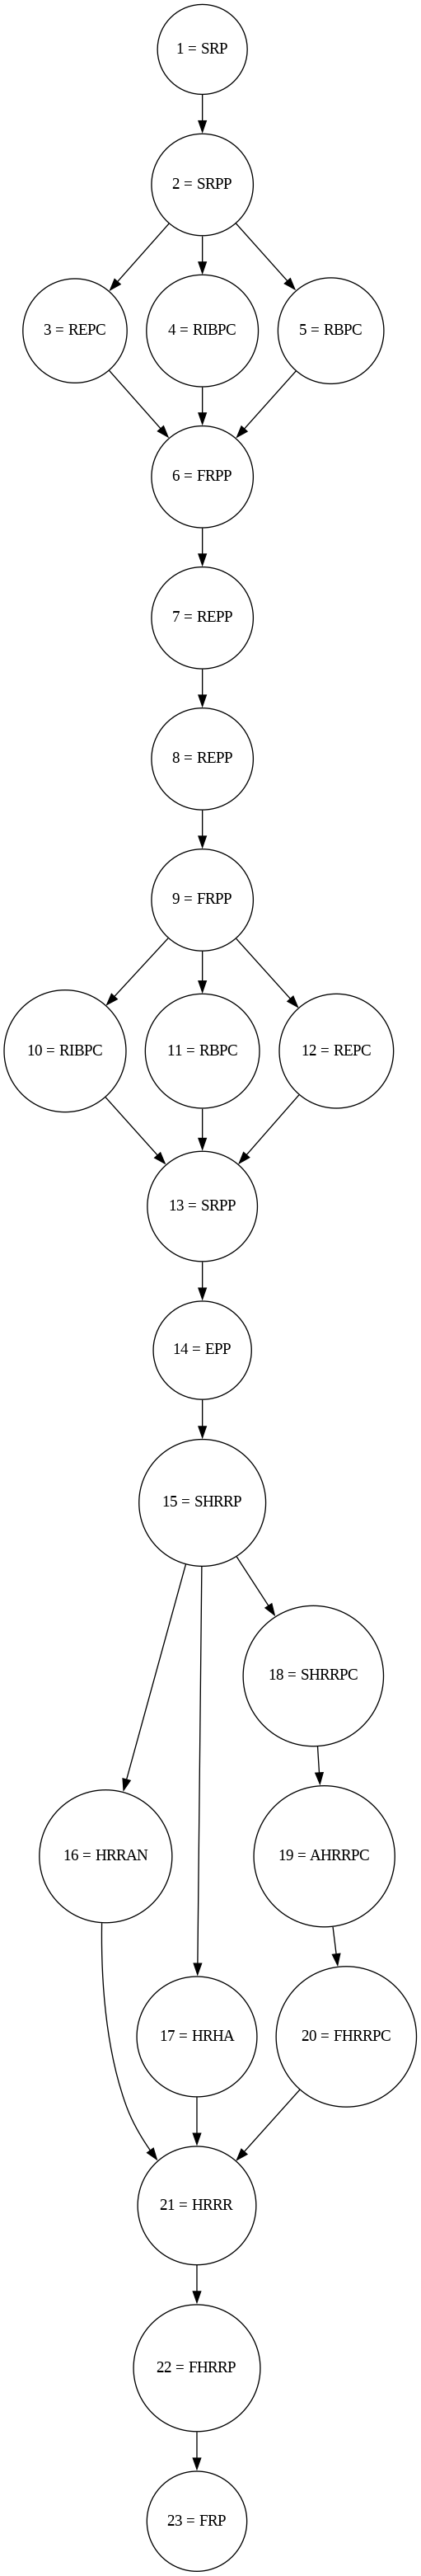 1 = SRP
2 = SRPP
3 = REPC
4 = RIBPC
5 = RBPC
6 = FRPP
7 = REPP
8 = REPP
9 = FRPP
10 = RIBPC
11 = RBPC
12 = REPC
13 = SRPP
14 = EPP
15 = SHRRP
18 = SHRRPC
16 = HRRAN
19 = AHRRPC
17 = HRHA
20 = FHRRPC
21 = HRRR
22 = FHRRP
23 = FRP